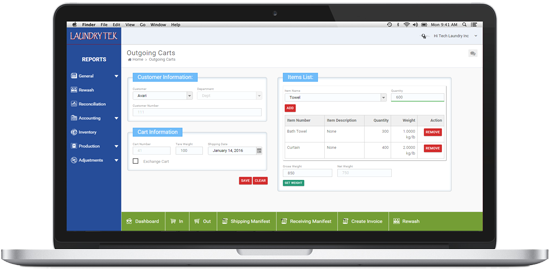 Finder File Edit View Go Window Help
Mon 9:41 AM
LAUNDRYTEK
Hi Tech Laundry Inc
REPORTS
General
Rewash
Reconciliation
Accounting
Inventory
Production
Adjustments
Outgoing Carts
Home Outgoing Carts
Customer Information:
Customer
Department
Avari
Customer Number
Cart Information
Cart Number Tare Weight Shipping Date
100 January 14, 2016
Exchange Cart
SAVE CLEAR
Items List:
Item Name Quantity
Towel 600
ADD
Item Number Item Description Quantity Weight Action
Bath Towel None 200 1.0000 kg/lb REMOVE
Curtain None 400 2.0000 kg/lb REMOVE
Gross Weight Net Weight
GET WEIGHT
Dashboard In Out Shipping Manifest Receiving Manifest Create Invoice Rewash